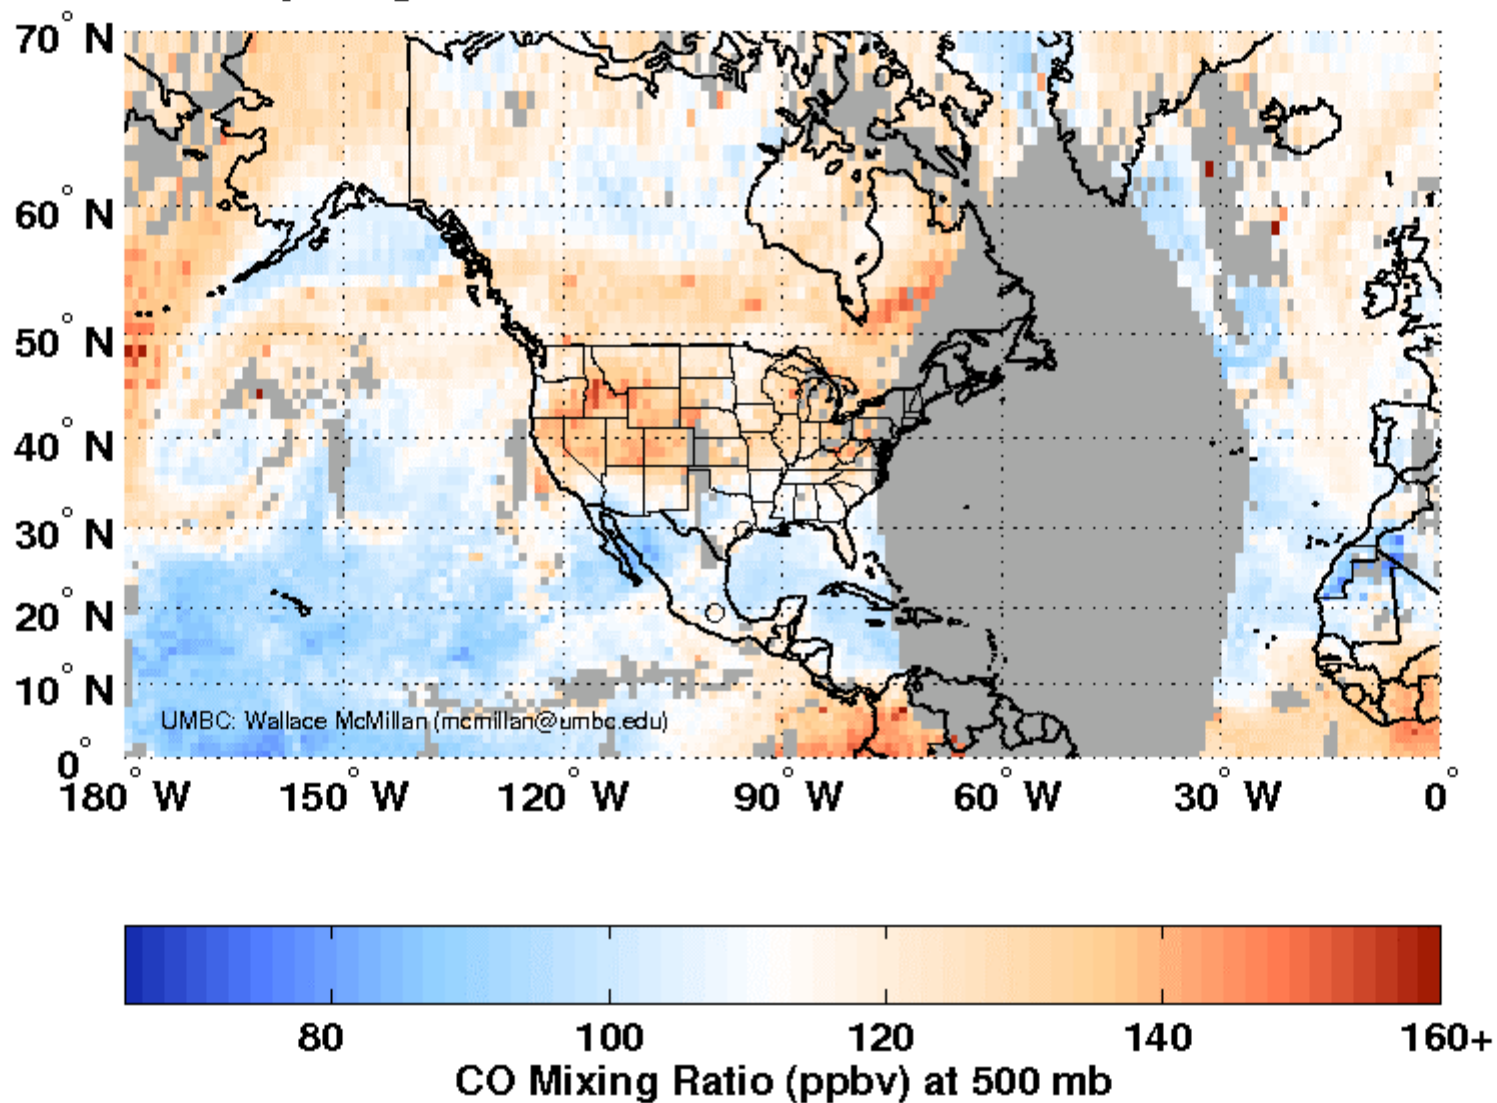 70° N
60° N
50° N
40° N
30° N
20° N
10° N
0°
UMBC: Wallace McMillan (mcmillan@umbc.edu)
180° W 150° W 120° W 90° W 60° W 30° W 0°
80 100 120 140 160+
CO Mixing Ratio (ppbv) at 500 mb